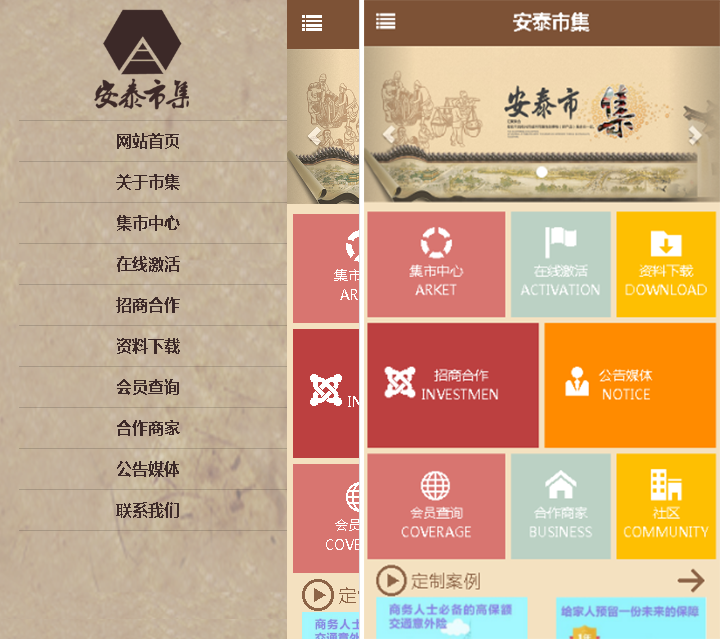 安泰市集
网站首页
关于市集
集市中心
在线激活
招商合作
资料下载
会员查询
合作商家
公告媒体
联系我们
集市
AR
IN
会员
COVE
定
商务人士
交通意外
安泰市集
安泰市集
集市中心
ARKET
在线激活
ACTIVATION
资料下载
DOWNLOAD
招商合作
INVESTMEN
公告媒体
NOTICE
会员查询
COVERAGE
合作商家
BUSINESS
社区
COMMUNITY
定制案例
商务人士必备的高保额
交通意外险
给家人预留一份未来的保障